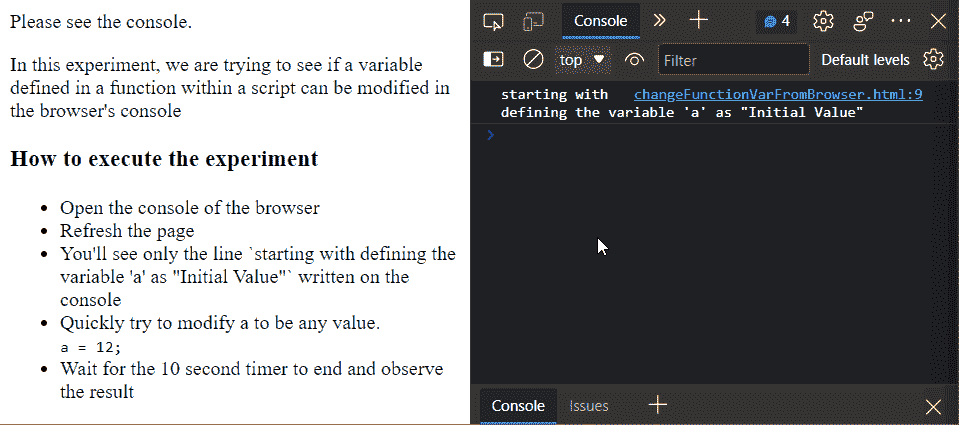 Please see the console.
In this experiment, we are trying to see if a variable
defined in a function within a script can be modified in
the browser's console
How to execute the experiment
Open the console of the browser
Refresh the page
You'll see only the line `starting with defining the
variable 'a' as "Initial Value"` written on the
console
Quickly try to modify a to be any value.
a = 12;
Wait for the 10 second timer to end and observe
the result
Console
4
top
Filter
Default levels
starting with changeFunctionVarFromBrowser.html:9
defining the variable 'a' as "Initial Value"
Console Issues